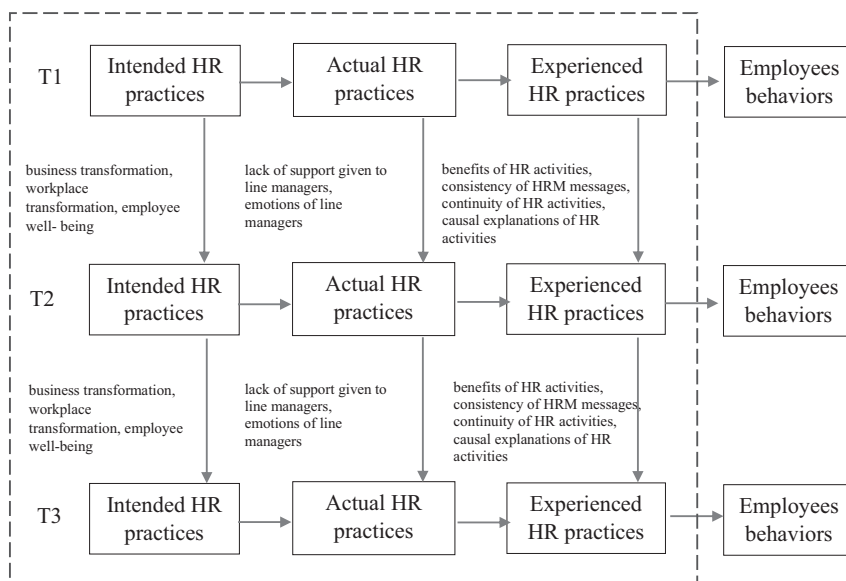 T1
Intended HR
practices
Actual HR
practices
Experienced
HR practices
Employees
behaviors
business transformation,
workplace
transformation, employee
well- being
lack of support given to
line managers,
emotions of line
managers
benefits of HR activities,
consistency of HRM messages,
continuity of HR activities,
causal explanations of HR
activities
T2
Intended HR
practices
Actual HR
practices
Experienced
HR practices
Employees
behaviors
business transformation,
workplace
transformation, employee
well-being
lack of support given to
line managers,
emotions of line
managers
benefits of HR activities,
consistency of HRM messages,
continuity of HR activities,
causal explanations of HR
activities
T3
Intended HR
practices
Actual HR
practices
Experienced
HR practices
Employees
behaviors